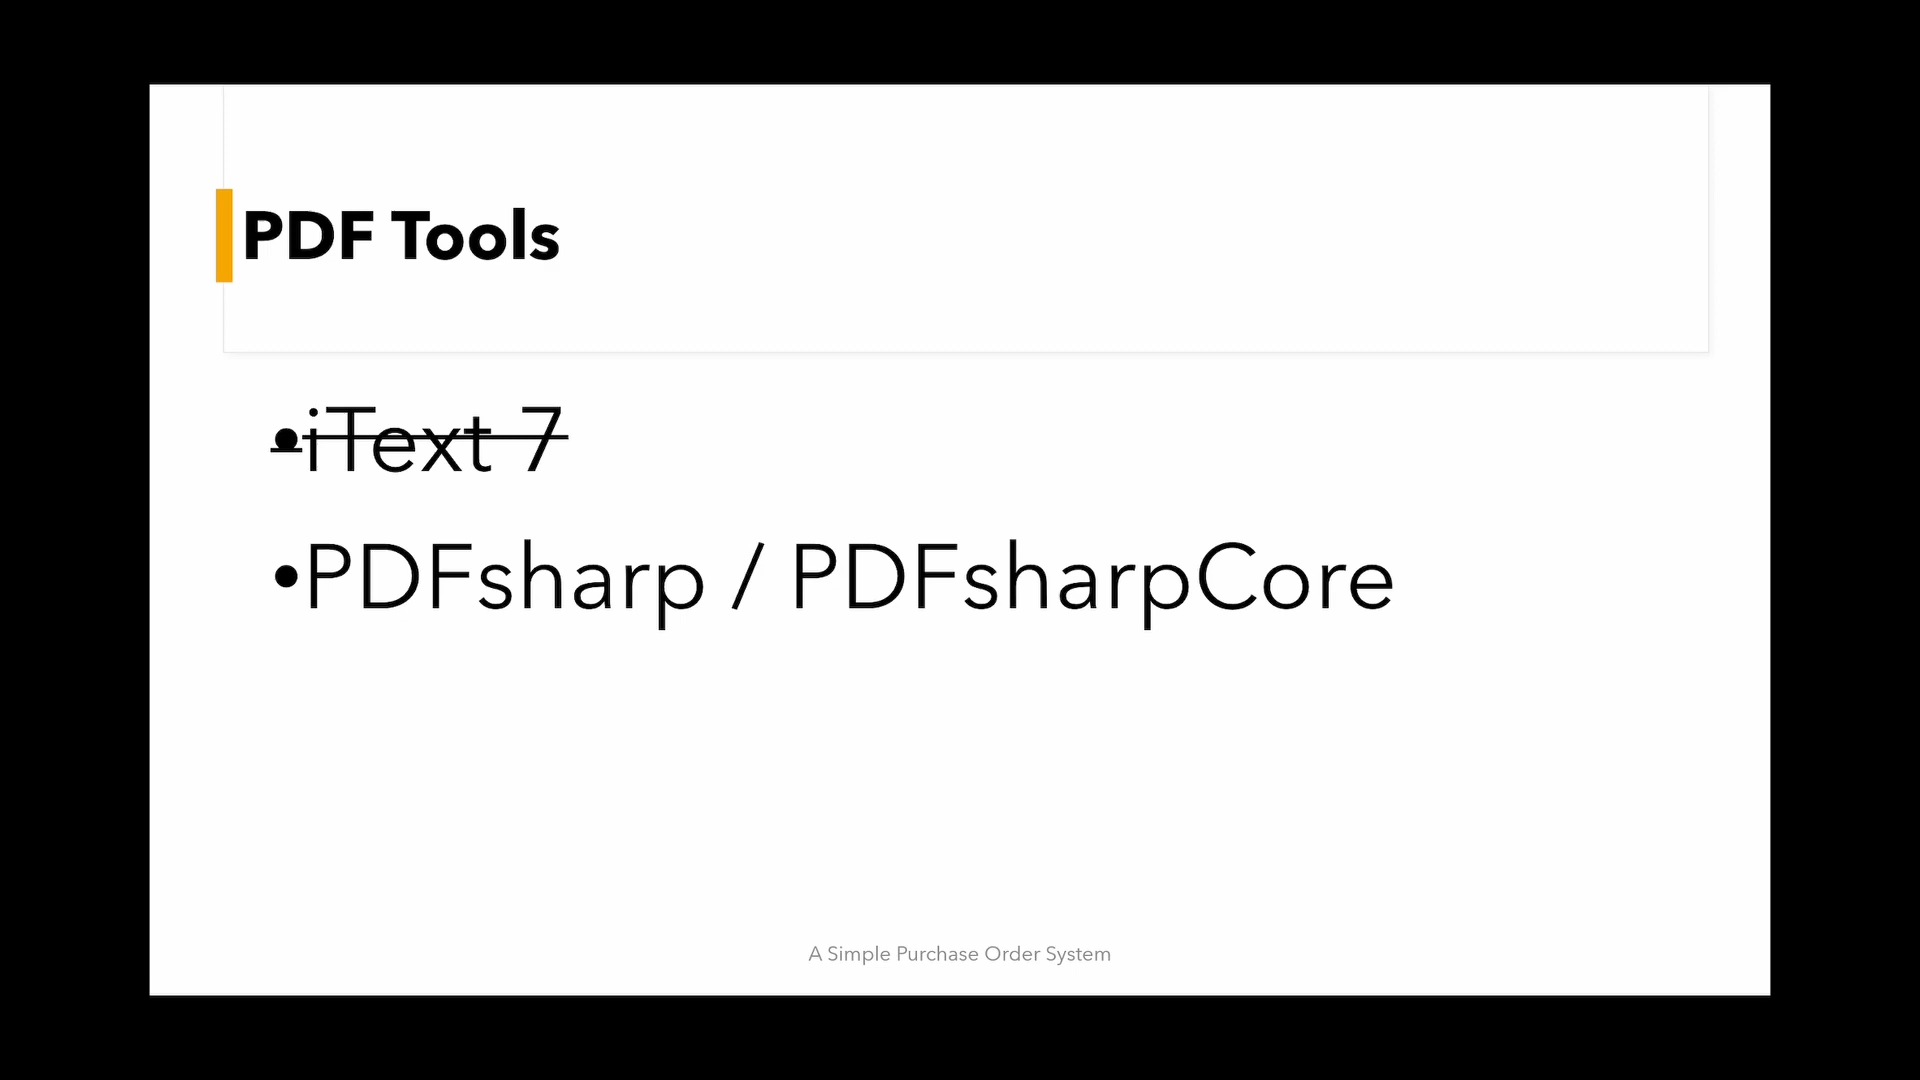 PDF Tools
•iText 7
•PDFsharp / PDFsharpCore
A Simple Purchase Order System